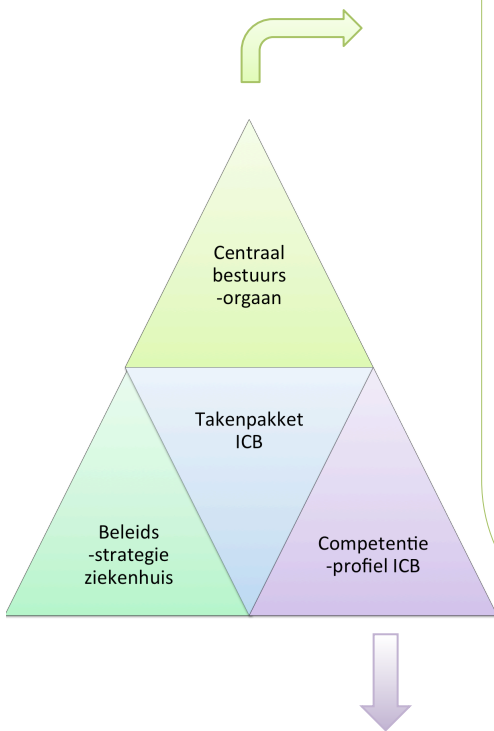 Centraal
bestuurs
-orgaan
Takenpakket
ICB
Beleids
-strategie
ziekenhuis
Competentie
-profiel ICB